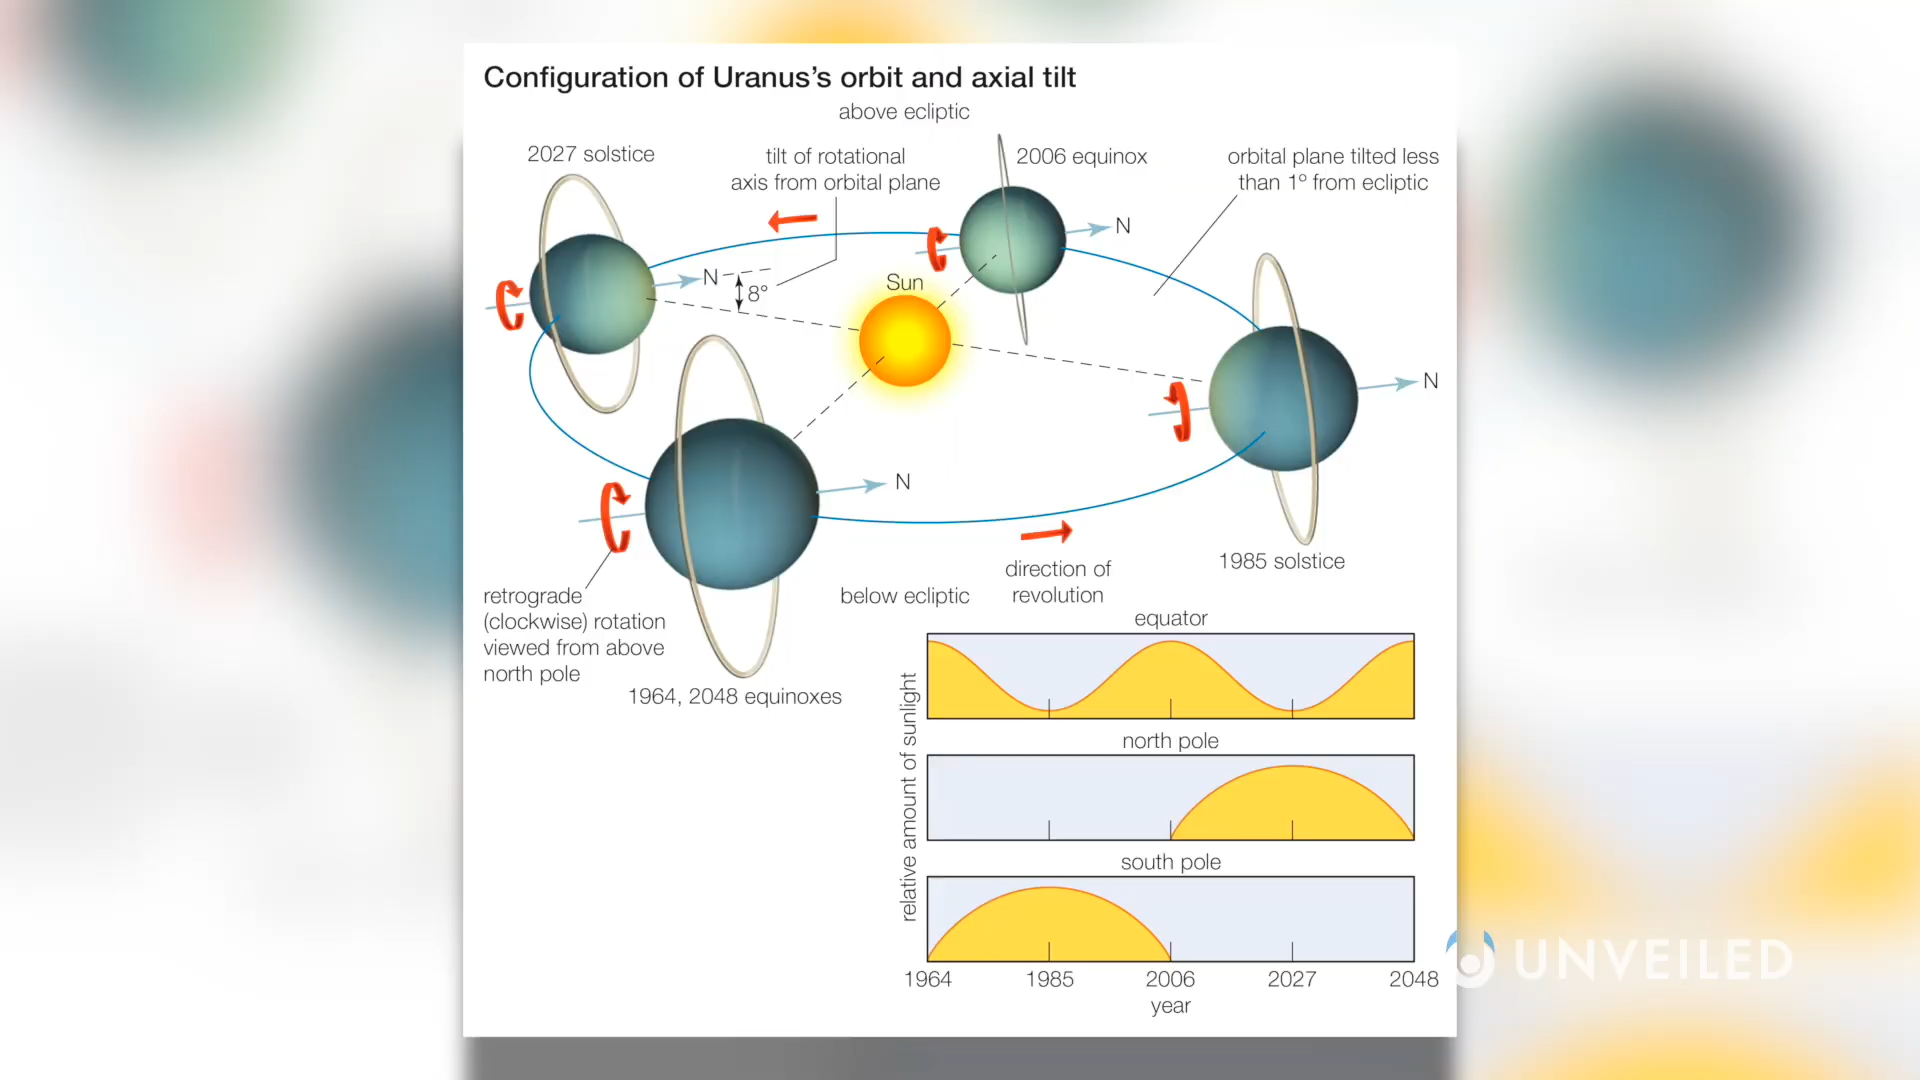 Configuration of Uranus's orbit and axial tilt
above ecliptic
2027 solstice
tilt of rotational
axis from orbital plane
2006 equinox
orbital plane tilted less
than 1° from ecliptic
N
N
8°
Sun
N
N
1985 solstice
direction of
revolution
below ecliptic
retrograde
(clockwise) rotation
viewed from above
north pole
1964, 2048 equinoxes
equator
north pole
south pole
relative amount of sunlight
1964 1985 2006 2027 2048
year
UNVEILED